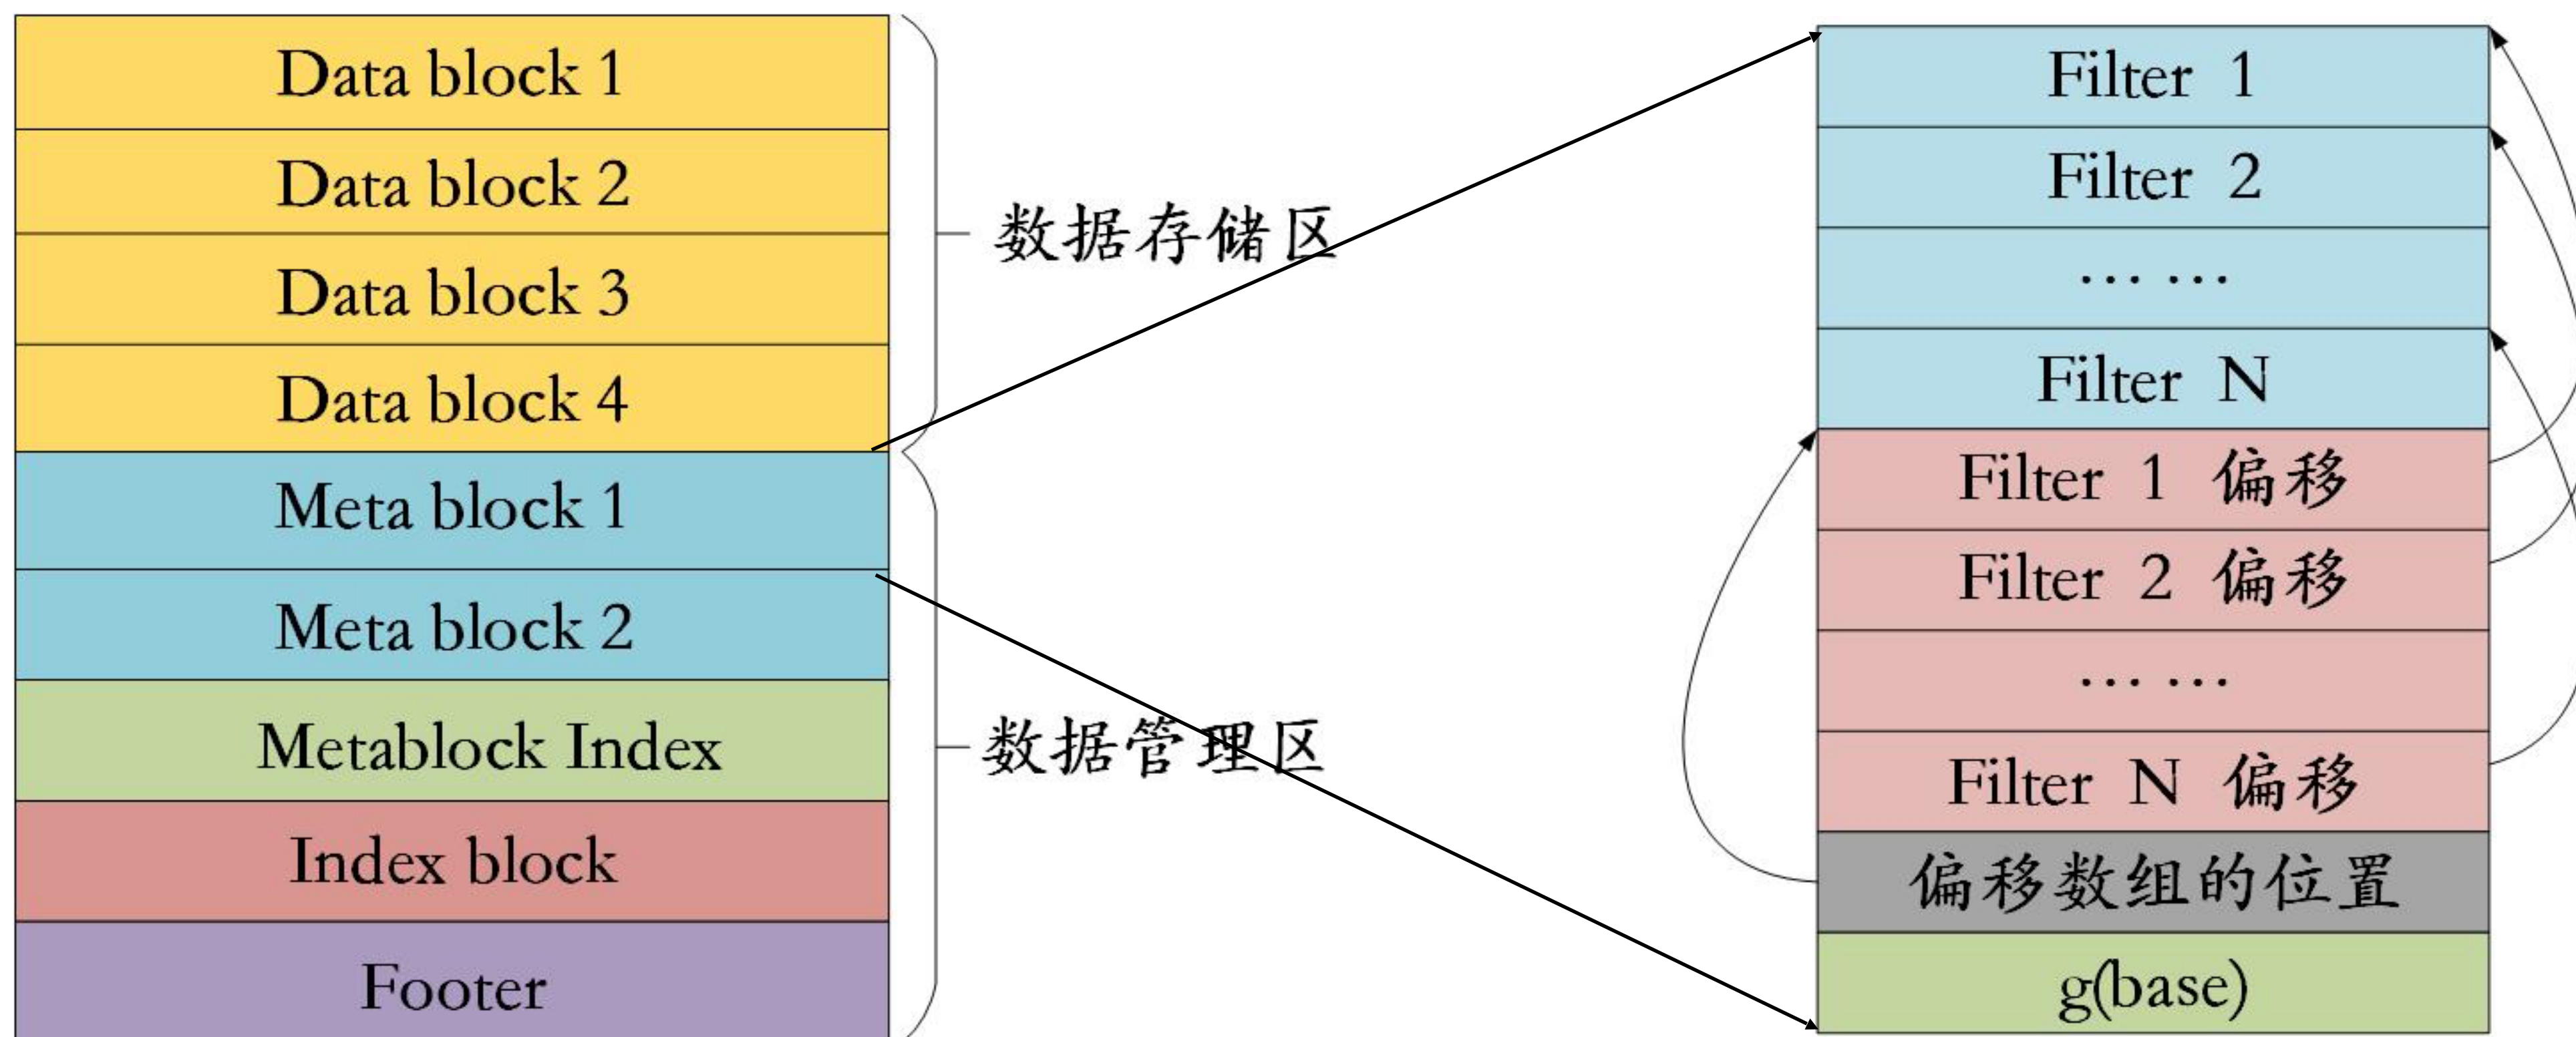 Data block 1
Data block 2
Data block 3
Data block 4
Meta block 1
Meta block 2
Metablock Index
Index block
Footer
数据存储区
数据管理区
Filter 1
Filter 2
… …
Filter N
Filter 1 偏移
Filter 2 偏移
… …
Filter N 偏移
偏移数组的位置
g(base)